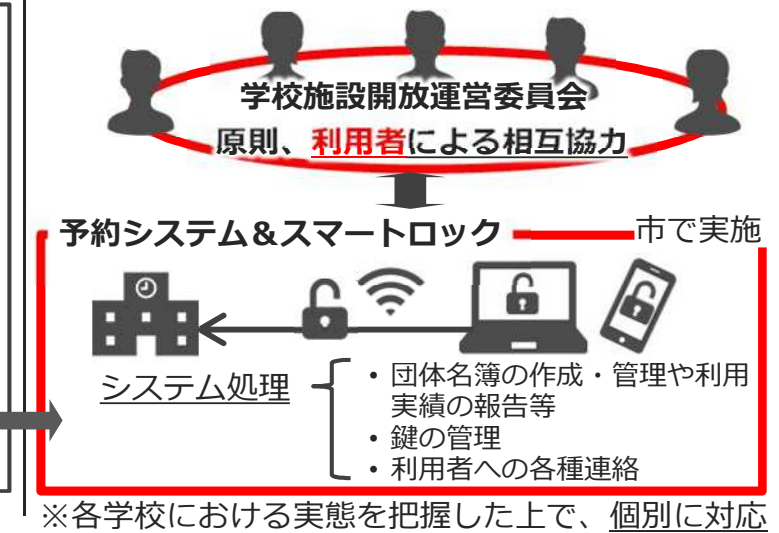 学校施設開放運営委員会
原則、利用者による相互協力
予約システム＆スマートロック
市で実施
システム処理
・団体名簿の作成・管理や利用
実績の報告等
・鍵の管理
・利用者への各種連絡
※各学校における実態を把握した上で、個別に対応